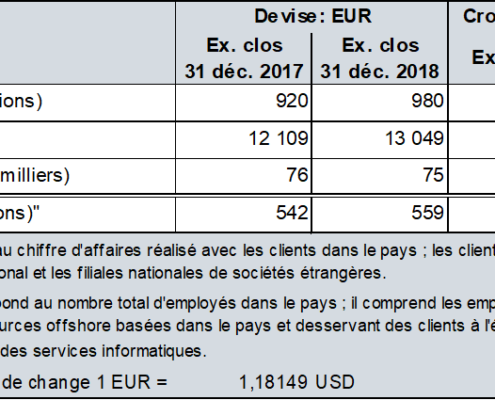 Devise: EUR Cro
Ex. clos Ex. clos Ex
31 déc. 2017 31 déc. 2018
ions) 920 980
12 109 13 049
milliers) 76 75
ons)" 542 559
au chiffre d'affaires réalisé avec les clients dans le pays ; les client
onal et les filiales nationales de sociétés étrangères.
ond au nombre total d'employés dans le pays ; il comprend les emp
urces offshore basées dans le pays et desservant des clients à l'é
des services informatiques.
de change 1 EUR = 1,18149 USD